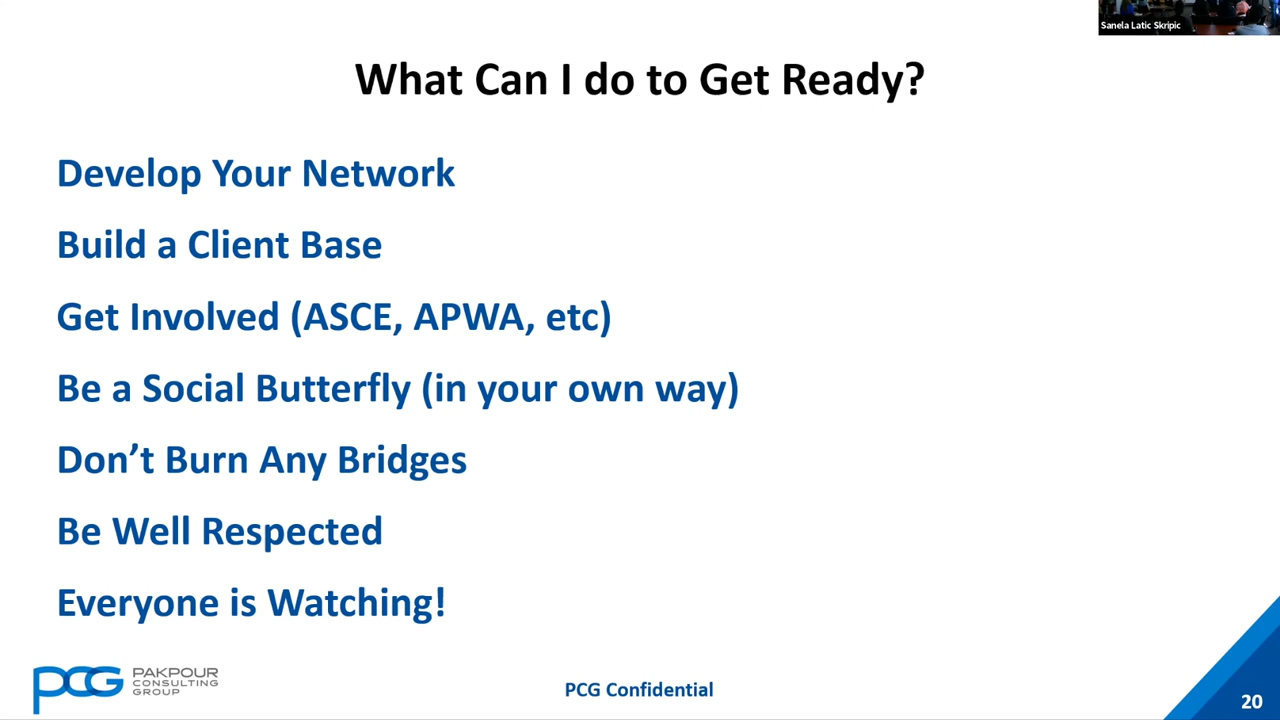 Sanela Latic Skripic
What Can I do to Get Ready?
Develop Your Network
Build a Client Base
Get Involved (ASCE, APWA, etc)
Be a Social Butterfly (in your own way)
Don’t Burn Any Bridges
Be Well Respected
Everyone is Watching!
PCG PAKPOUR
CONSULTING
GROUP
PCG Confidential
20